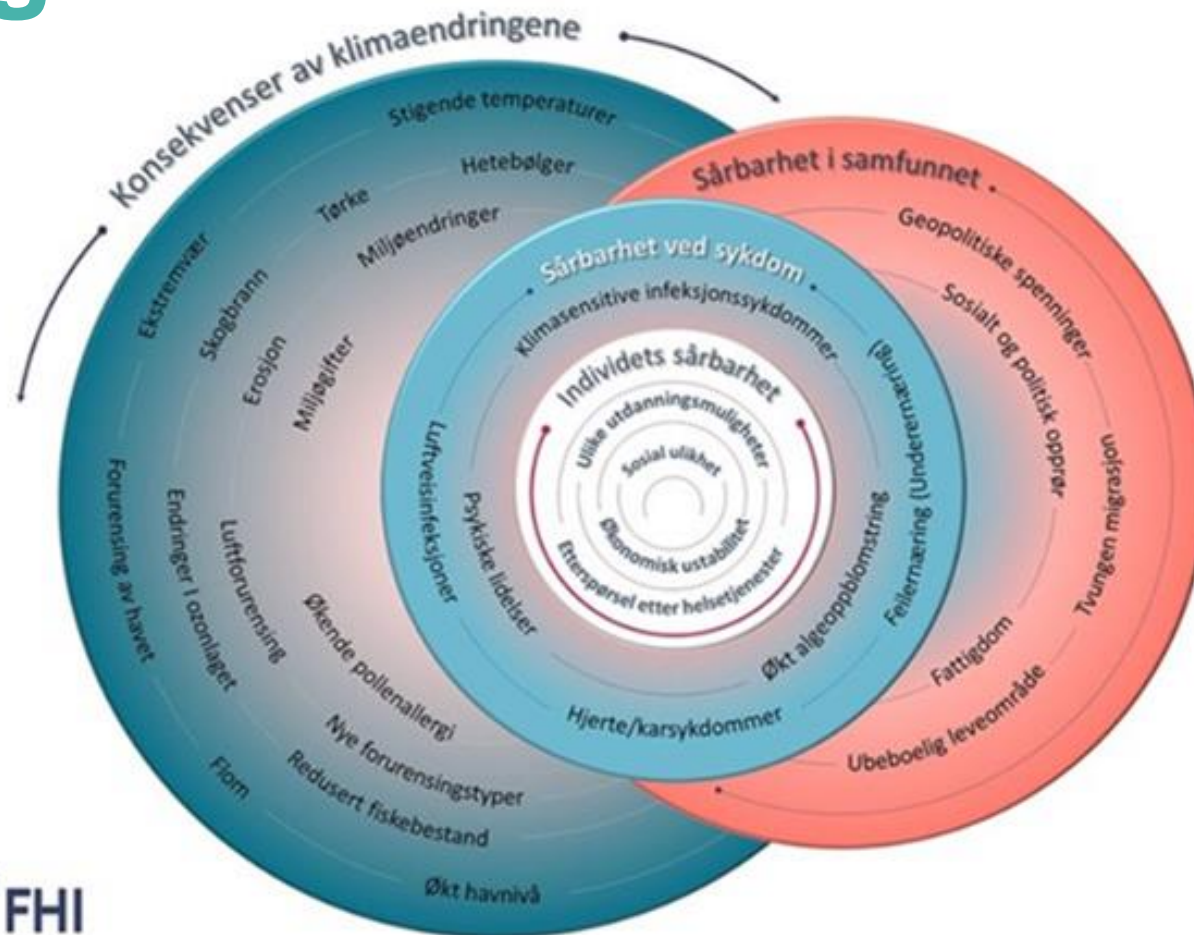 g
Konsekvenser av klimaendringene
Stigende temperaturer
Hetebølger
Tørke
Miljøendringer
Ekstremvær
Skogbrann
Erosjon
Miljøgifter
Forurensing av havet
Endringer I ozonlaget
Luftforurensing
Økende pollenallergi
Nye forurensingstyper
Redusert fiskebestand
Flom
Økt havnivå
Sårbarhet i samfunnet
Geopolitiske spenninger
Sosialt og politisk opprør
Tvungen migrasjon
Fattigdom
Ubeboelig leveområde
Sårbarhet ved sykdom
Klimasensitive infeksjonssykdommer
Feilernæring (Underernæring)
Luftveisinfeksjoner
Psykiske lidelser
Økt algeoppblomstring
Hjerte/karsykdommer
Individets sårbarhet
Ulike utdanningsmuligheter
Sosial ulikhet
Økonomisk ustabilitet
Etterspørsel etter helsetjenester
FHI